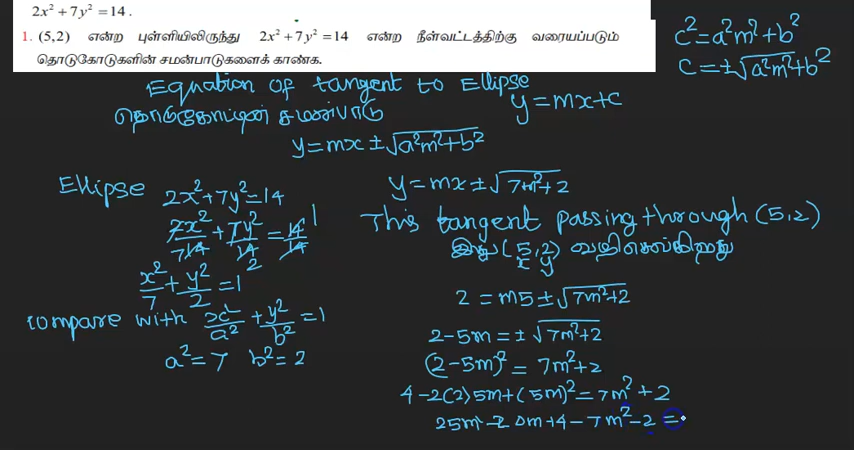 2x² + 7y² = 14 .
1. (5,2) என்ற புள்ளியிலிருந்து 2x² + 7y² = 14 என்ற நீள்வட்டத்திற்கு வரையப்படும்
தொடுகோடுகளின் சமன்பாடுகளைக் காண்க.
c² = a²m² + b²
c = ±√(a²m² + b²)
Equation of tangent to Ellipse
y = mx + c
தொடுகோட்டின் சமன்பாடு
y = mx ± √(a²m² + b²)
Ellipse 2x² + 7y² = 14
2x²/14 + 7y²/14 = 14/14
7 2 1
x²/7 + y²/2 = 1
compare with x²/a² + y²/b² = 1
a² = 7 b² = 2
y = mx ± √(7m² + 2)
This tangent passing through (5,2)
இது (5,2) வழி செல்கிறது
x y
2 = m5 ± √(7m² + 2)
2 - 5m = ± √(7m² + 2)
(2 - 5m)² = 7m² + 2
4 - 2(2)5m + (5m)² = 7m² + 2
25m² - 20m + 4 - 7m² - 2 =